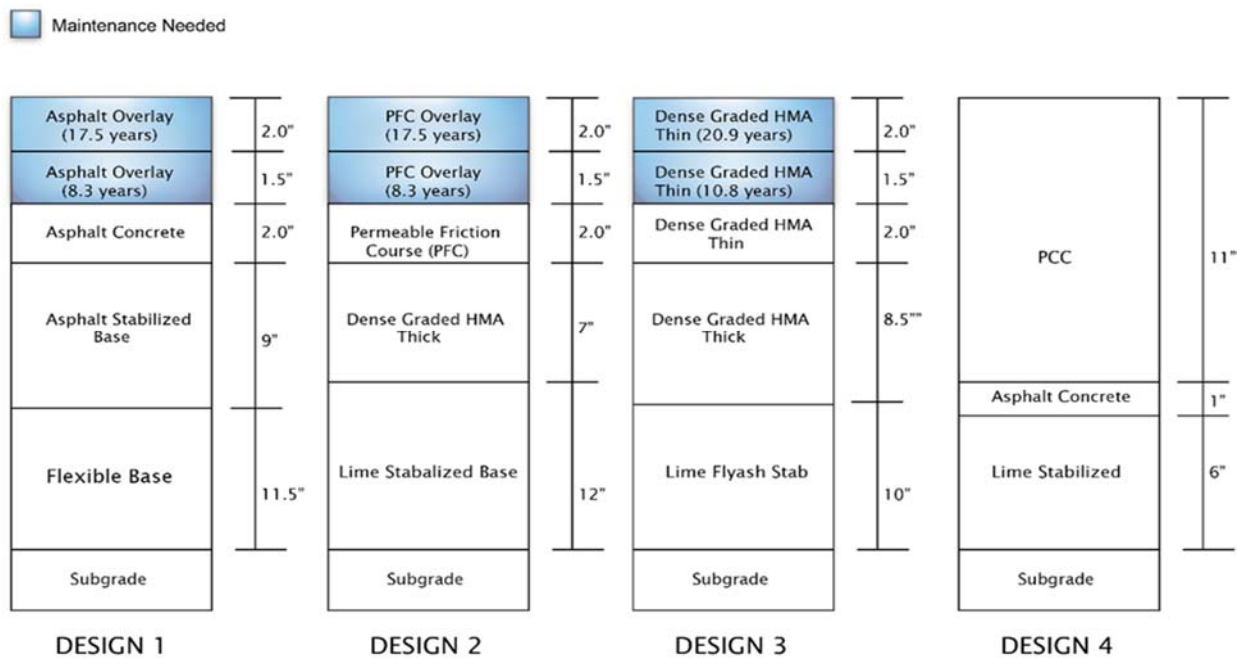 Maintenance Needed
Asphalt Overlay
(17.5 years)
2.0"
Asphalt Overlay
(8.3 years)
1.5"
Asphalt Concrete
2.0"
Asphalt Stabilized
Base
9"
Flexible Base
11.5"
Subgrade
DESIGN 1
PFC Overlay
(17.5 years)
2.0"
PFC Overlay
(8.3 years)
1.5"
Permeable Friction
Course (PFC)
2.0"
Dense Graded HMA
Thick
7"
Lime Stabalized Base
12"
Subgrade
DESIGN 2
Dense Graded HMA
Thin (20.9 years)
2.0"
Dense Graded HMA
Thin (10.8 years)
1.5"
Dense Graded HMA
Thin
2.0"
Dense Graded HMA
Thick
8.5""
Lime Flyash Stab
10"
Subgrade
DESIGN 3
PCC
11"
Asphalt Concrete
1"
Lime Stabilized
6"
Subgrade
DESIGN 4